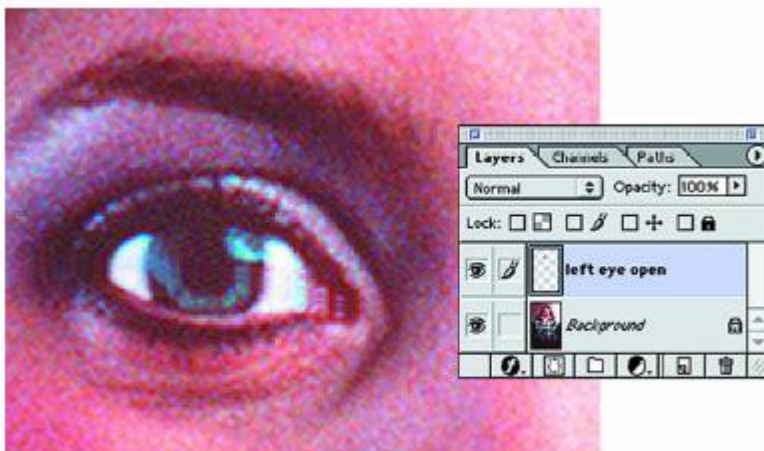 Layers Channels Paths
Normal Opacity: 100%
Lock:
left eye open
Background